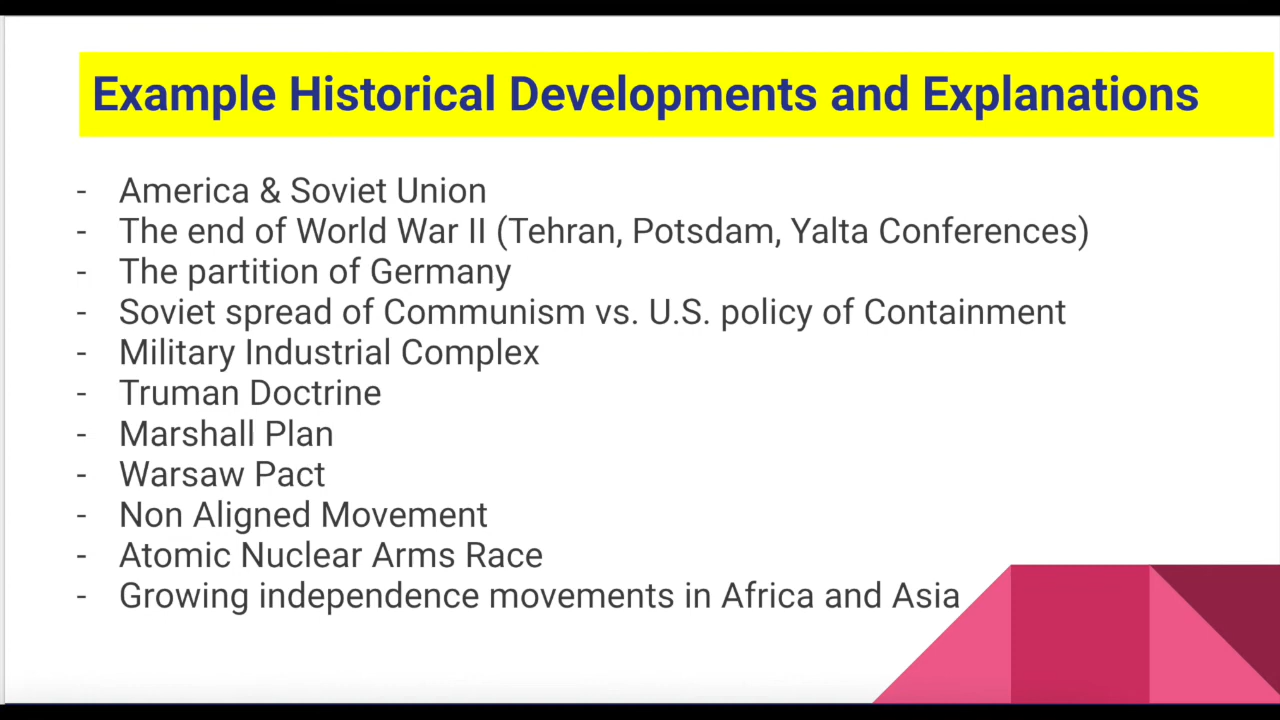 Example Historical Developments and Explanations
- America & Soviet Union
- The end of World War II (Tehran, Potsdam, Yalta Conferences)
- The partition of Germany
- Soviet spread of Communism vs. U.S. policy of Containment
- Military Industrial Complex
- Truman Doctrine
- Marshall Plan
- Warsaw Pact
- Non Aligned Movement
- Atomic Nuclear Arms Race
- Growing independence movements in Africa and Asia